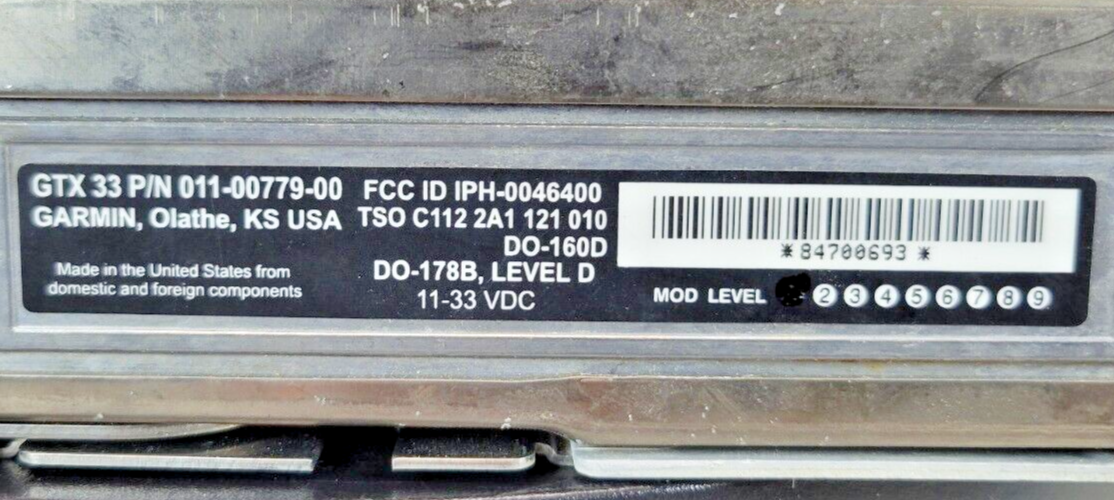 GTX 33 P/N 011-00779-00
GARMIN, Olathe, KS USA
Made in the United States from
domestic and foreign components
FCC ID IPH-0046400
TSO C112 2A1 121 010
DO-160D
DO-178B, LEVEL D
11-33 VDC
*84700693*
MOD LEVEL 2 3 4 5 6 7 8 9